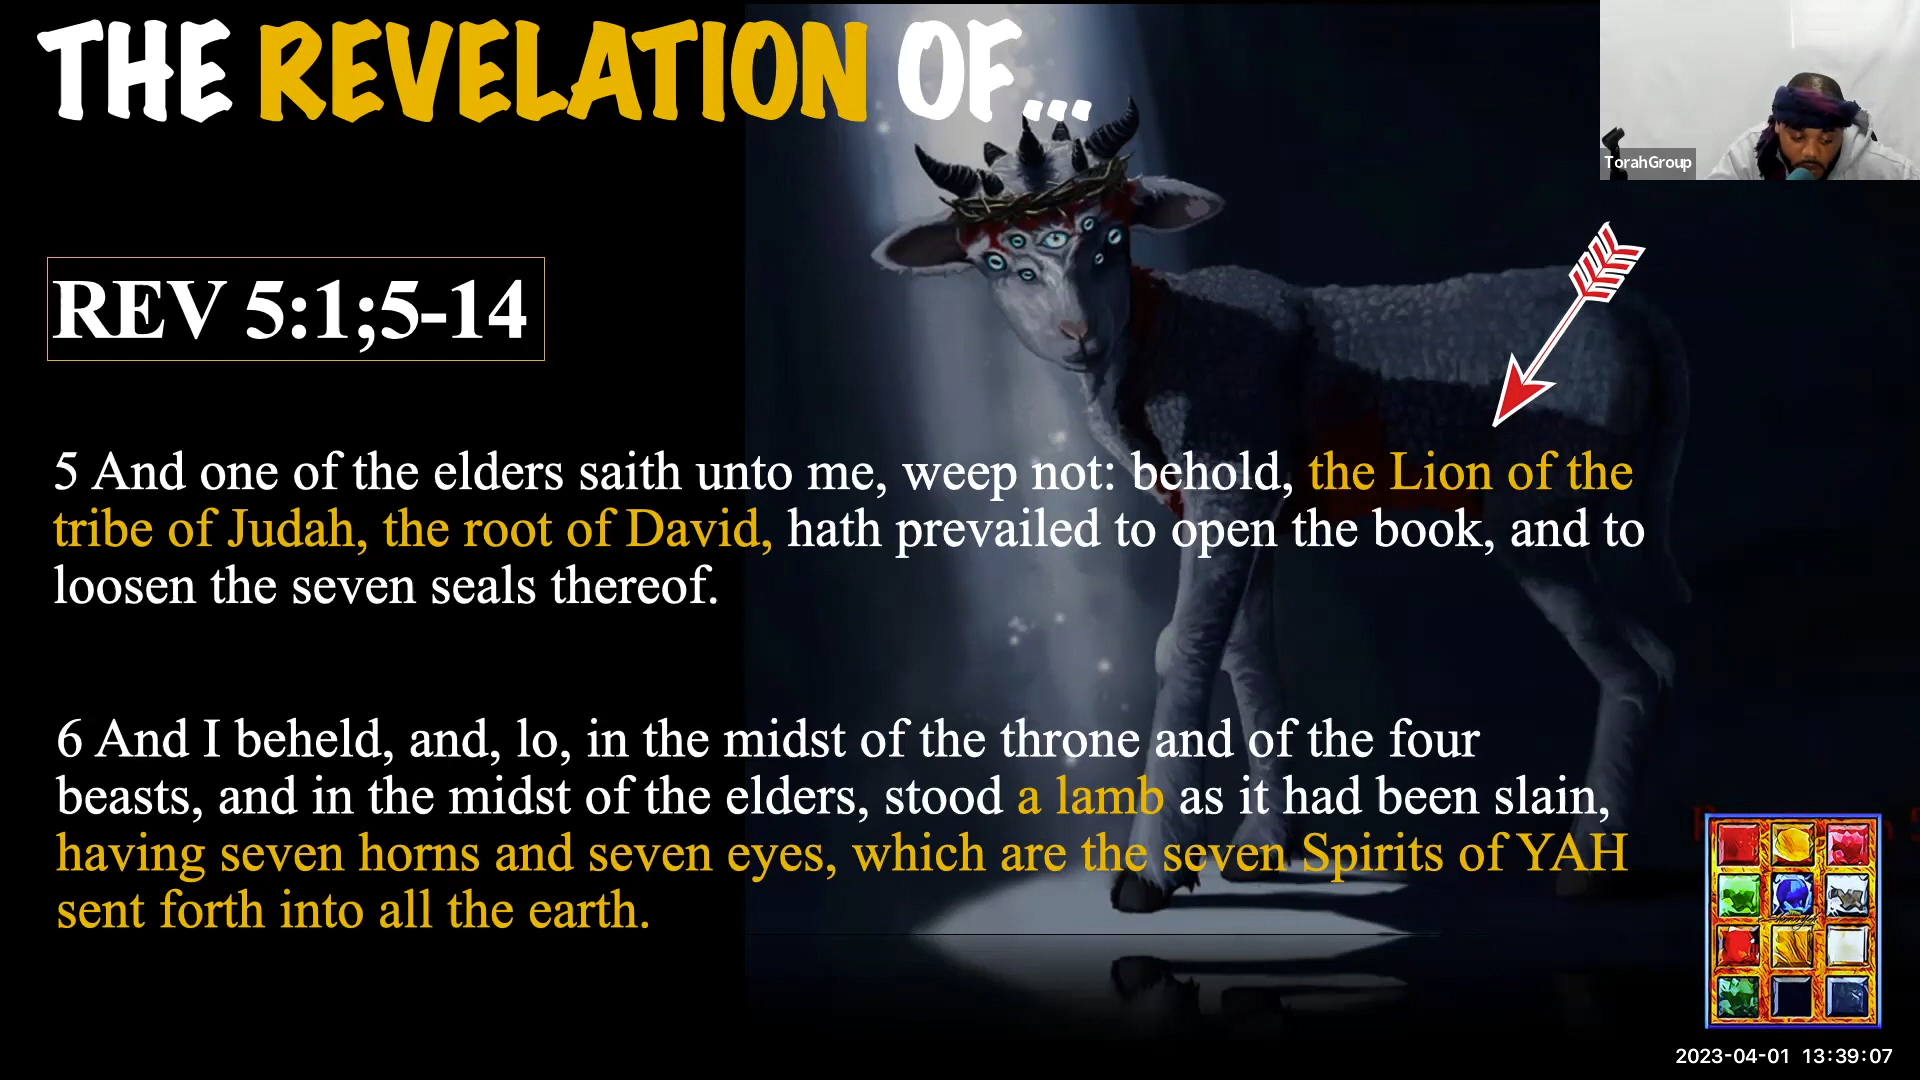 THE REVELATION OF...
TorahGroup
REV 5:1;5-14
5 And one of the elders saith unto me, weep not: behold, the Lion of the
tribe of Judah, the root of David, hath prevailed to open the book, and to
loosen the seven seals thereof.
6 And I beheld, and, lo, in the midst of the throne and of the four
beasts, and in the midst of the elders, stood a lamb as it had been slain,
having seven horns and seven eyes, which are the seven Spirits of YAH
sent forth into all the earth.
2023-04-01 13:39:07